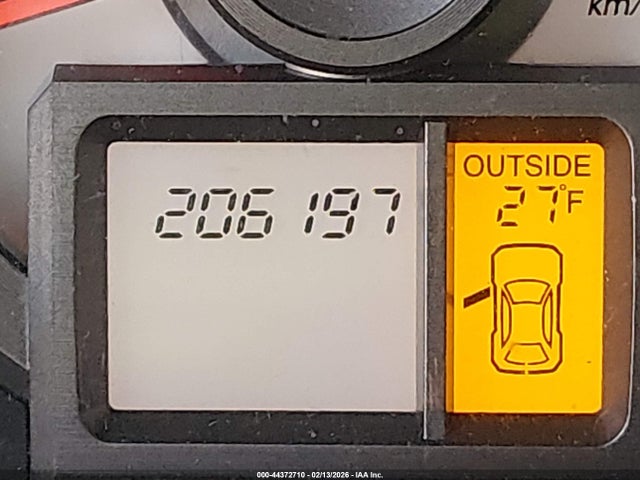 km/
206197
OUTSIDE
27°F
000-44372710 - 02/13/2026 - IAA Inc.